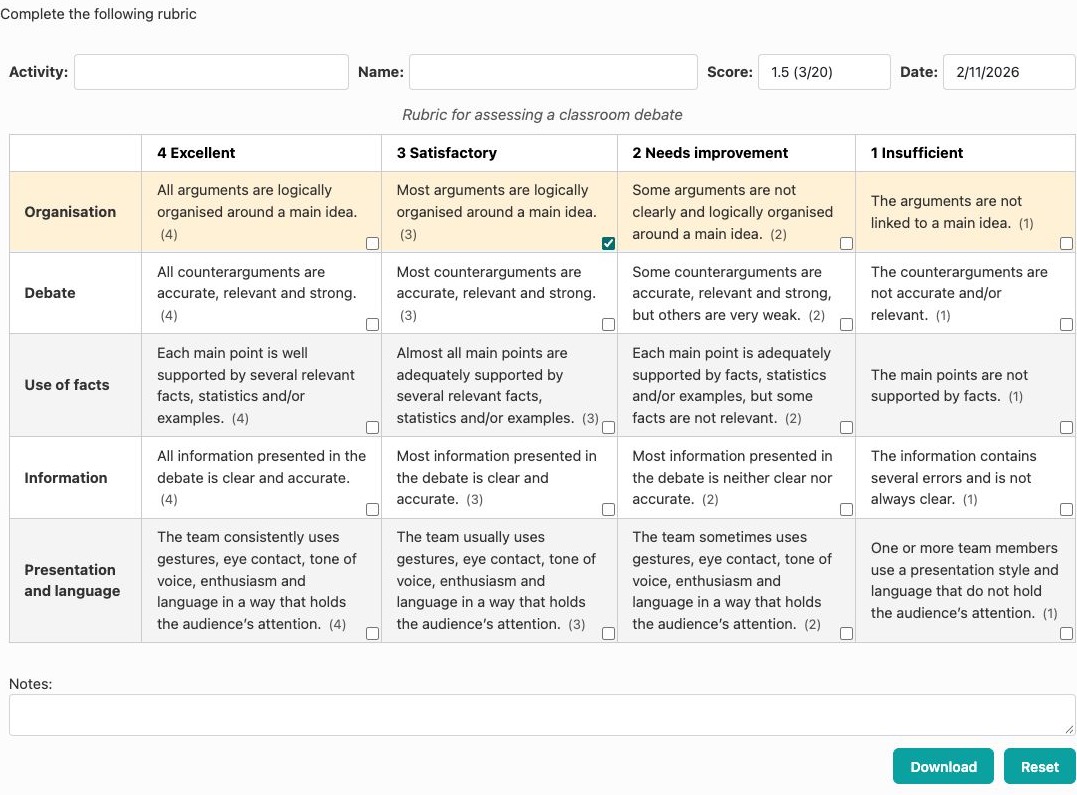 Complete the following rubric
Activity:
Name:
Score: 1.5 (3/20)
Date: 2/11/2026
Rubric for assessing a classroom debate
4 Excellent
3 Satisfactory
2 Needs improvement
1 Insufficient
Organisation
All arguments are logically
organised around a main idea.
(4)
Most arguments are logically
organised around a main idea.
(3)
Some arguments are not
clearly and logically organised
around a main idea. (2)
The arguments are not
linked to a main idea. (1)
Debate
All counterarguments are
accurate, relevant and strong.
(4)
Most counterarguments are
accurate, relevant and strong.
(3)
Some counterarguments are
accurate, relevant and strong,
but others are very weak. (2)
The counterarguments are
not accurate and/or
relevant. (1)
Use of facts
Each main point is well
supported by several relevant
facts, statistics and/or
examples. (4)
Almost all main points are
adequately supported by
several relevant facts,
statistics and/or examples. (3)
Each main point is adequately
supported by facts, statistics
and/or examples, but some
facts are not relevant. (2)
The main points are not
supported by facts. (1)
Information
All information presented in the
debate is clear and accurate.
(4)
Most information presented in
the debate is clear and
accurate. (3)
Most information presented in
the debate is neither clear nor
accurate. (2)
The information contains
several errors and is not
always clear. (1)
Presentation
and language
The team consistently uses
gestures, eye contact, tone of
voice, enthusiasm and
language in a way that holds
the audience's attention. (4)
The team usually uses
gestures, eye contact, tone of
voice, enthusiasm and
language in a way that holds
the audience's attention. (3)
The team sometimes uses
gestures, eye contact, tone of
voice, enthusiasm and
language in a way that holds
the audience's attention. (2)
One or more team members
use a presentation style and
language that do not hold
the audience's attention. (1)
Notes:
Download
Reset